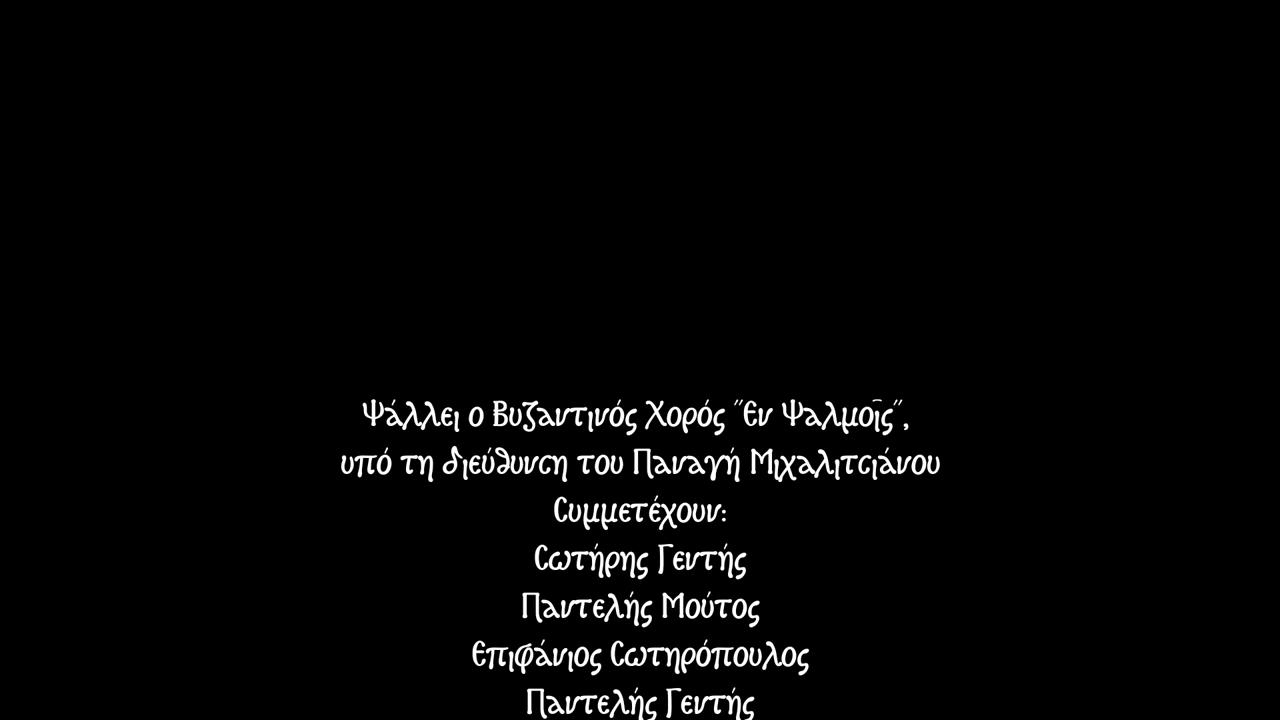 Ψάλλει ο Βυζαντινός Χορός "Εν Ψαλμοῖς",
υπό τη διεύθυνση του Παναγή Μιχαλιτσιάνου
Συμμετέχουν:
Σωτήρης Γεντής
Παντελής Μούτος
Επιφάνιος Σωτηρόπουλος
Παντελής Γεντής